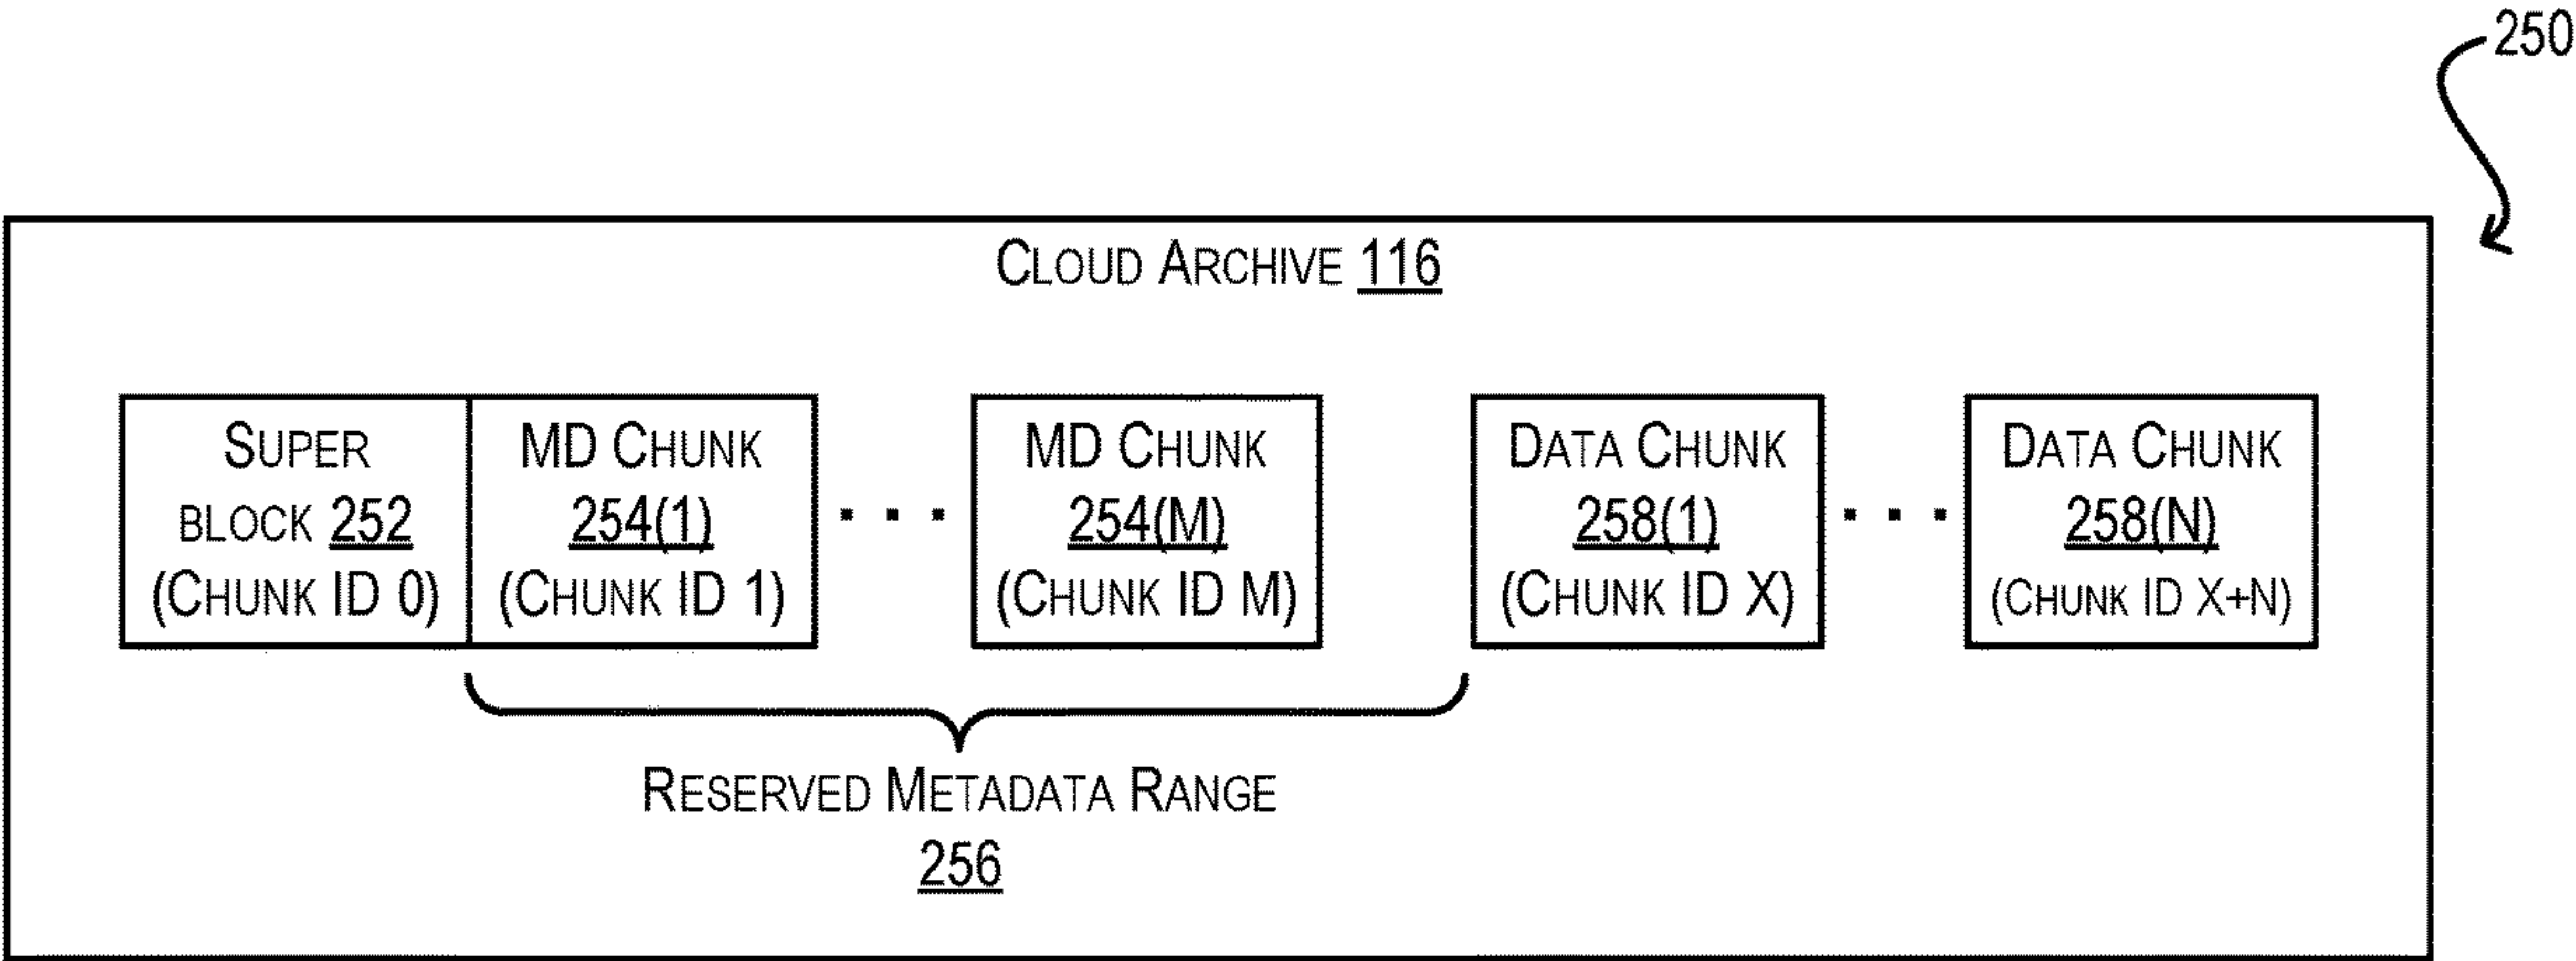 250
Cloud Archive 116
Super
block 252
(Chunk ID 0)
MD Chunk
254(1)
(Chunk ID 1)
. . .
MD Chunk
254(M)
(Chunk ID M)
Data Chunk
258(1)
(Chunk ID X)
. . .
Data Chunk
258(N)
(Chunk ID X+N)
Reserved Metadata Range
256